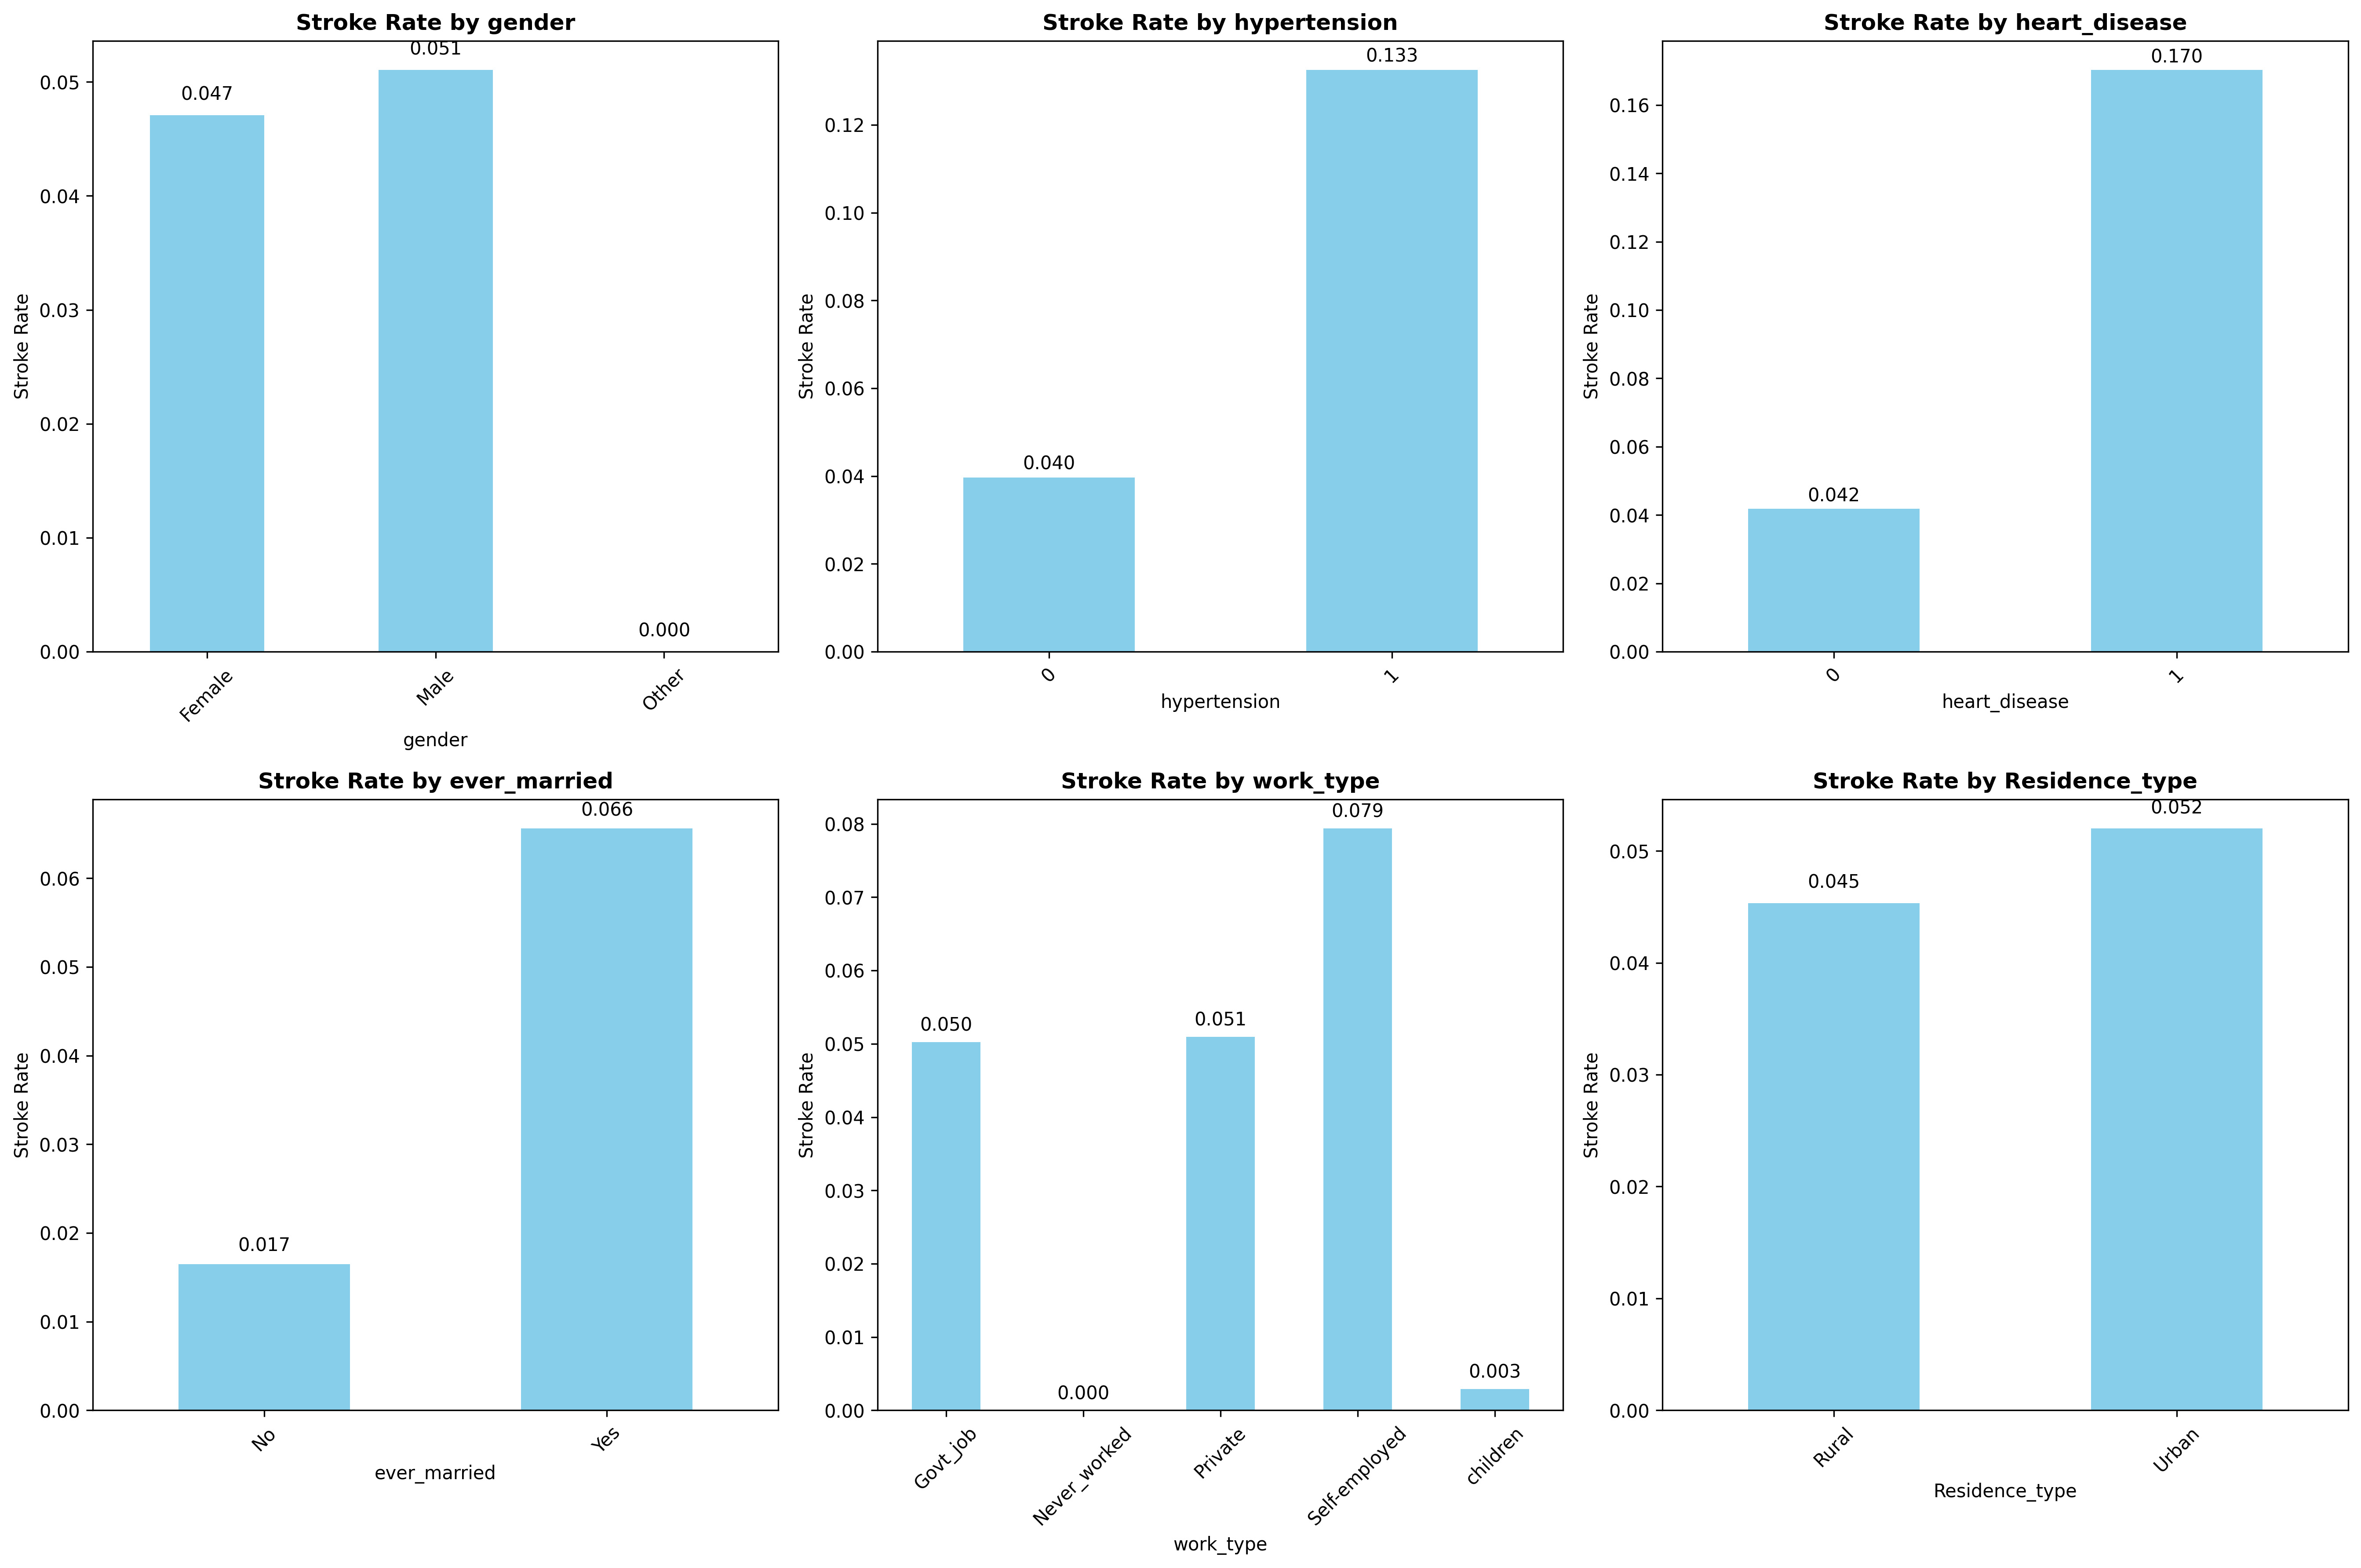 Stroke Rate by gender
Stroke Rate
0.05
0.04
0.03
0.02
0.01
0.00
0.047
0.051
0.000
Female
Male
Other
gender
Stroke Rate by hypertension
Stroke Rate
0.12
0.10
0.08
0.06
0.04
0.02
0.00
0.040
0.133
0
1
hypertension
Stroke Rate by heart_disease
Stroke Rate
0.16
0.14
0.12
0.10
0.08
0.06
0.04
0.02
0.00
0.042
0.170
0
1
heart_disease
Stroke Rate by ever_married
Stroke Rate
0.06
0.05
0.04
0.03
0.02
0.01
0.00
0.017
0.066
No
Yes
ever_married
Stroke Rate by work_type
Stroke Rate
0.08
0.07
0.06
0.05
0.04
0.03
0.02
0.01
0.00
0.050
0.000
0.051
0.079
0.003
Govt_job
Never_worked
Private
Self-employed
children
work_type
Stroke Rate by Residence_type
Stroke Rate
0.05
0.04
0.03
0.02
0.01
0.00
0.045
0.052
Rural
Urban
Residence_type